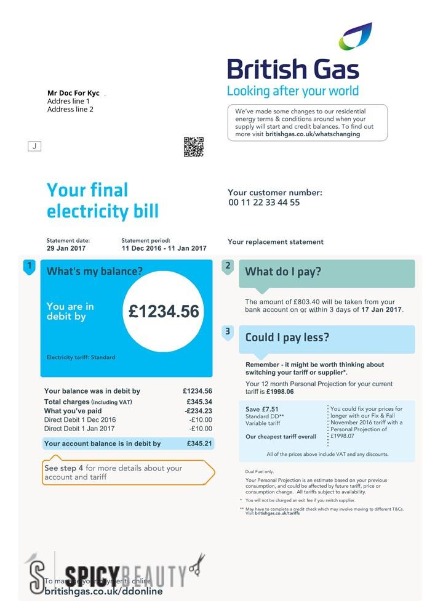 British Gas
Looking after your world
Mr Doc For Kyc
Addres line 1
Address line 2
We've made some changes to our residential
energy terms & conditions around when your
supply will start and credit balances. To find out
more visit britishgas.co.uk/whatschanging
J
Your final
electricity bill
Your customer number:
00 11 22 33 44 55
Statement date:
29 Jan 2017
Statement period:
11 Dec 2016 - 11 Jan 2017
Your replacement statement
1
What's my balance?
You are in
debit by
£1234.56
Electricity tariff: Standard
Your balance was in debit by £1234.56
Total charges (including VAT) £345.34
What you've paid -£234.23
Direct Debit 1 Dec 2016 -£10.00
Direct Debit 1 Jan 2017 -£10.00
Your account balance is in debit by £345.21
See step 4 for more details about your
account and tariff
2
What do I pay?
The amount of £803.40 will be taken from your
bank account on or within 3 days of 17 Jan 2017.
3
Could I pay less?
Remember - it might be worth thinking about
switching your tariff or supplier*.
Your 12 month Personal Projection for your current
tariff is £1998.06
Save £7.51
Standard DD**
Variable tariff
Our cheapest tariff overall
You could fix your prices for
longer with our Fix & Fall
November 2016 tariff with a
Personal Projection of
£1998.07
All of the prices above include VAT and any discounts.
Dual Fuel only.
Your Personal Projection is an estimate based on your previous
consumption, and could be affected by future tariff, price or
consumption change. All tariffs subject to availability.
* You will not be charged an exit fee if you switch supplier.
** May have to complete a credit check which may involve moving to different T&Cs.
Visit britishgas.co.uk/tariffs
SPICYBEAUTY
To your payments online
britishgas.co.uk/ddonline